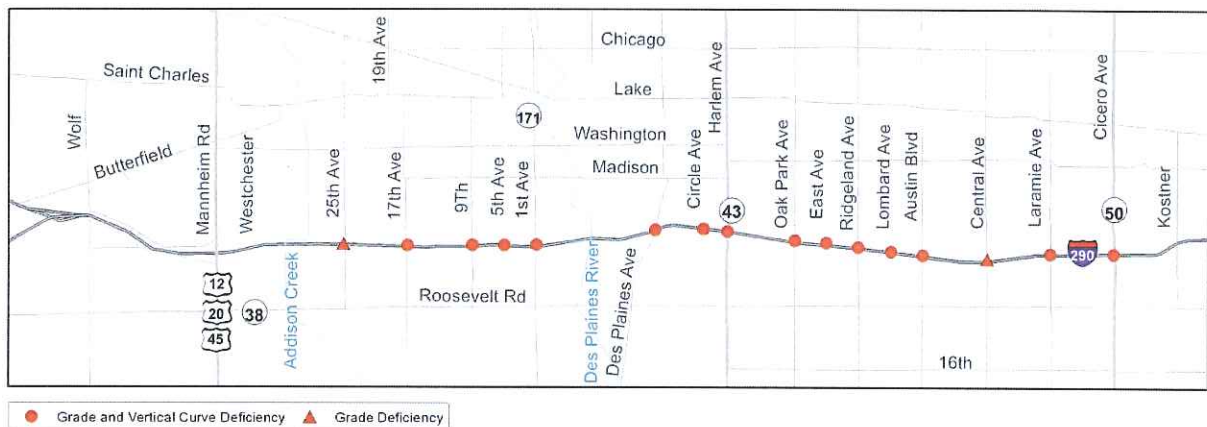 Chicago
Saint Charles
19th Ave
Lake
Harlem Ave
Cicero Ave
Wolf
171
Washington
Butterfield
Mannheim Rd
Westchester
Madison
25th Ave
17th Ave
9Th
5th Ave
1st Ave
Circle Ave
Oak Park Ave
East Ave
Ridgeland Ave
Lombard Ave
Austin Blvd
Central Ave
Laramie Ave
Kostner
43
50
290
12
20
45
38
Addison Creek
Roosevelt Rd
Des Plaines River
Des Plaines Ave
16th
Grade and Vertical Curve Deficiency
Grade Deficiency